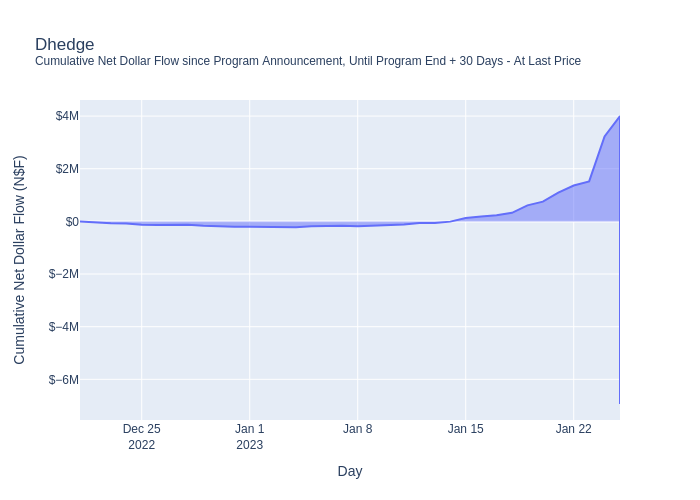 Dhedge
Cumulative Net Dollar Flow since Program Announcement, Until Program End + 30 Days - At Last Price
Cumulative Net Dollar Flow (N$F)
$4M
$2M
$0
$−2M
$−4M
$−6M
Dec 25
2022
Jan 1
2023
Jan 8
Jan 15
Jan 22
Day